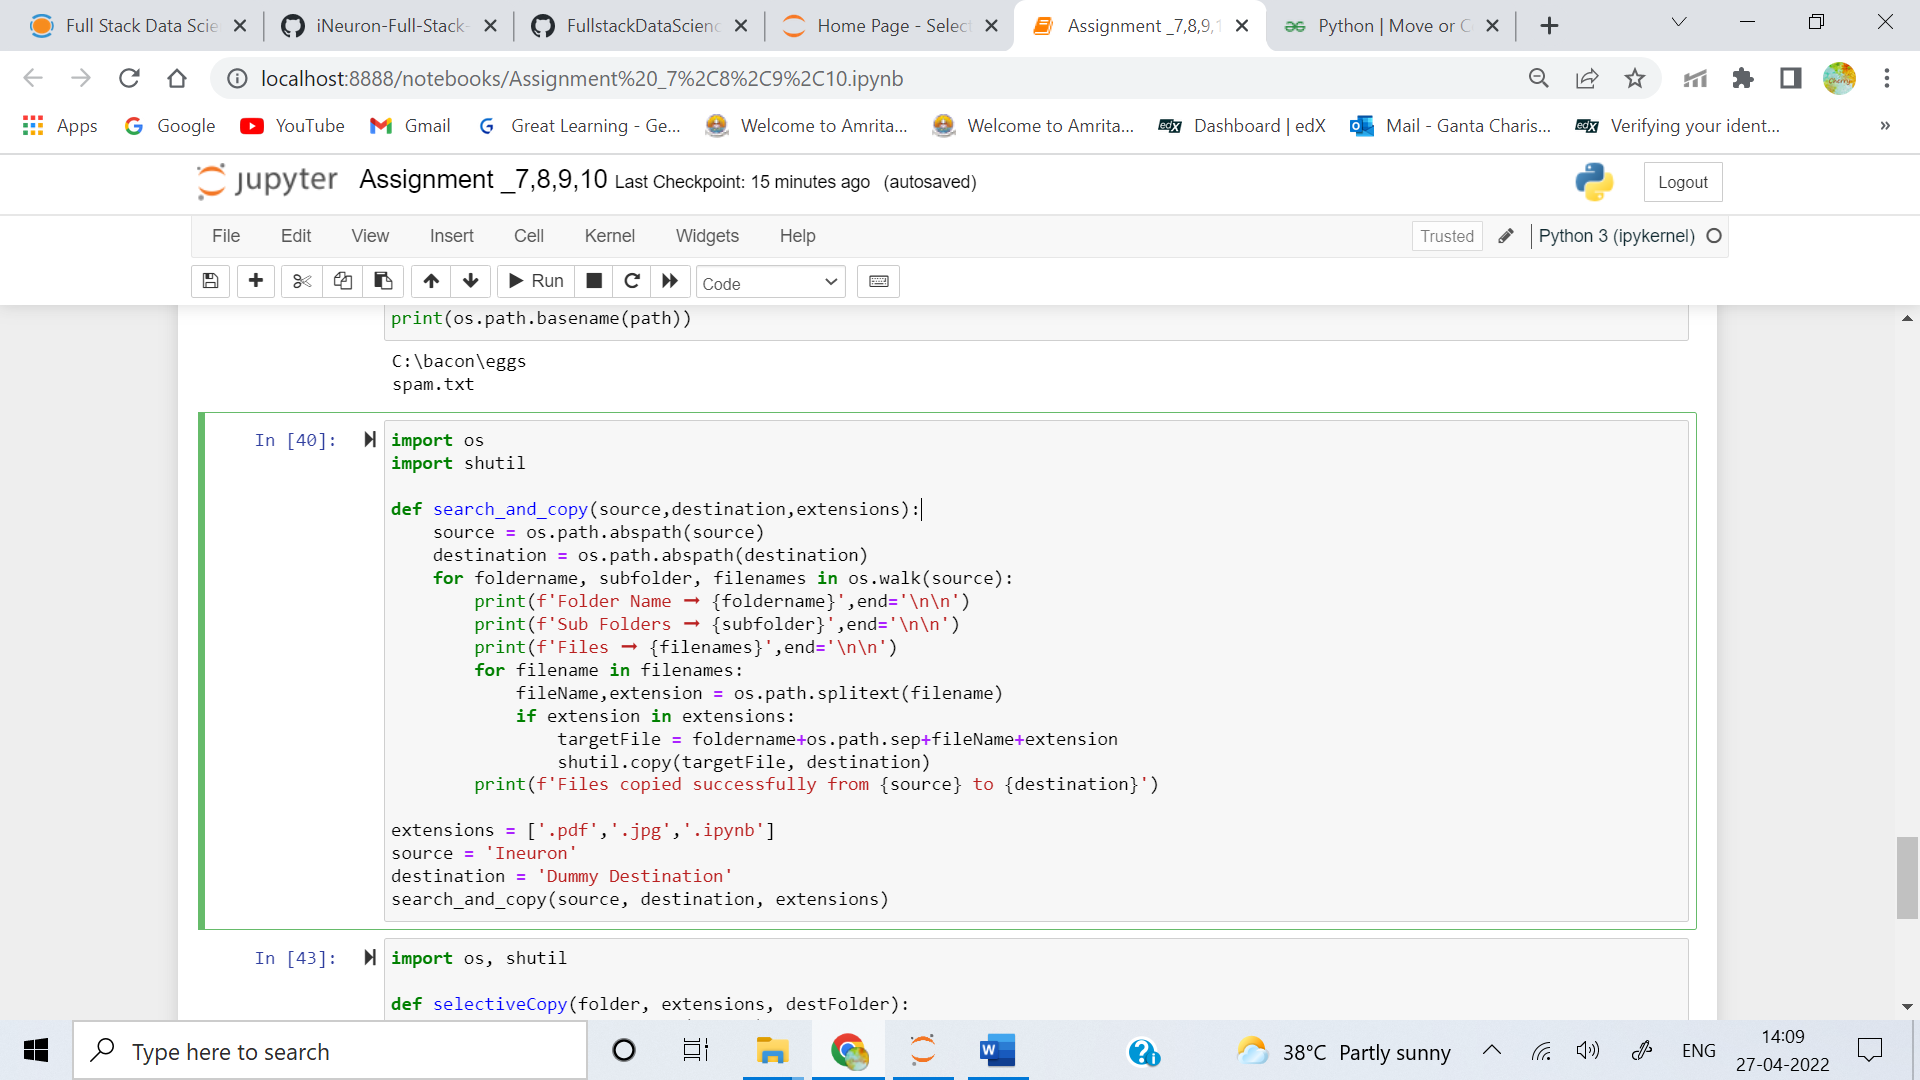 Full Stack Data Scie
iNeuron-Full-Stack-
FullstackDataScienc
Home Page - Select
Assignment _7,8,9,1
Python | Move or C
localhost:8888/notebooks/Assignment%20_7%2C8%2C9%2C10.ipynb
Apps
Google
YouTube
Gmail
Great Learning - Ge...
Welcome to Amrita...
Welcome to Amrita...
edX
Dashboard | edX
Mail - Ganta Charis...
edX
Verifying your ident...
»
jupyter Assignment _7,8,9,10 Last Checkpoint: 15 minutes ago (autosaved)
Logout
File Edit View Insert Cell Kernel Widgets Help
Trusted
Python 3 (ipykernel)
Run
Code
print(os.path.basename(path))
C:\bacon\eggs
spam.txt
In [40]:
import os
import shutil
def search_and_copy(source,destination,extensions):
    source = os.path.abspath(source)
    destination = os.path.abspath(destination)
    for foldername, subfolder, filenames in os.walk(source):
        print(f'Folder Name ➞ {foldername}',end='\n\n')
        print(f'Sub Folders ➞ {subfolder}',end='\n\n')
        print(f'Files ➞ {filenames}',end='\n\n')
        for filename in filenames:
            fileName,extension = os.path.splitext(filename)
            if extension in extensions:
                targetFile = foldername+os.path.sep+fileName+extension
                shutil.copy(targetFile, destination)
        print(f'Files copied successfully from {source} to {destination}')
extensions = ['.pdf','.jpg','.ipynb']
source = 'Ineuron'
destination = 'Dummy Destination'
search_and_copy(source, destination, extensions)
In [43]:
import os, shutil
def selectiveCopy(folder, extensions, destFolder):
Type here to search
38°C Partly sunny
ENG
14:09
27-04-2022